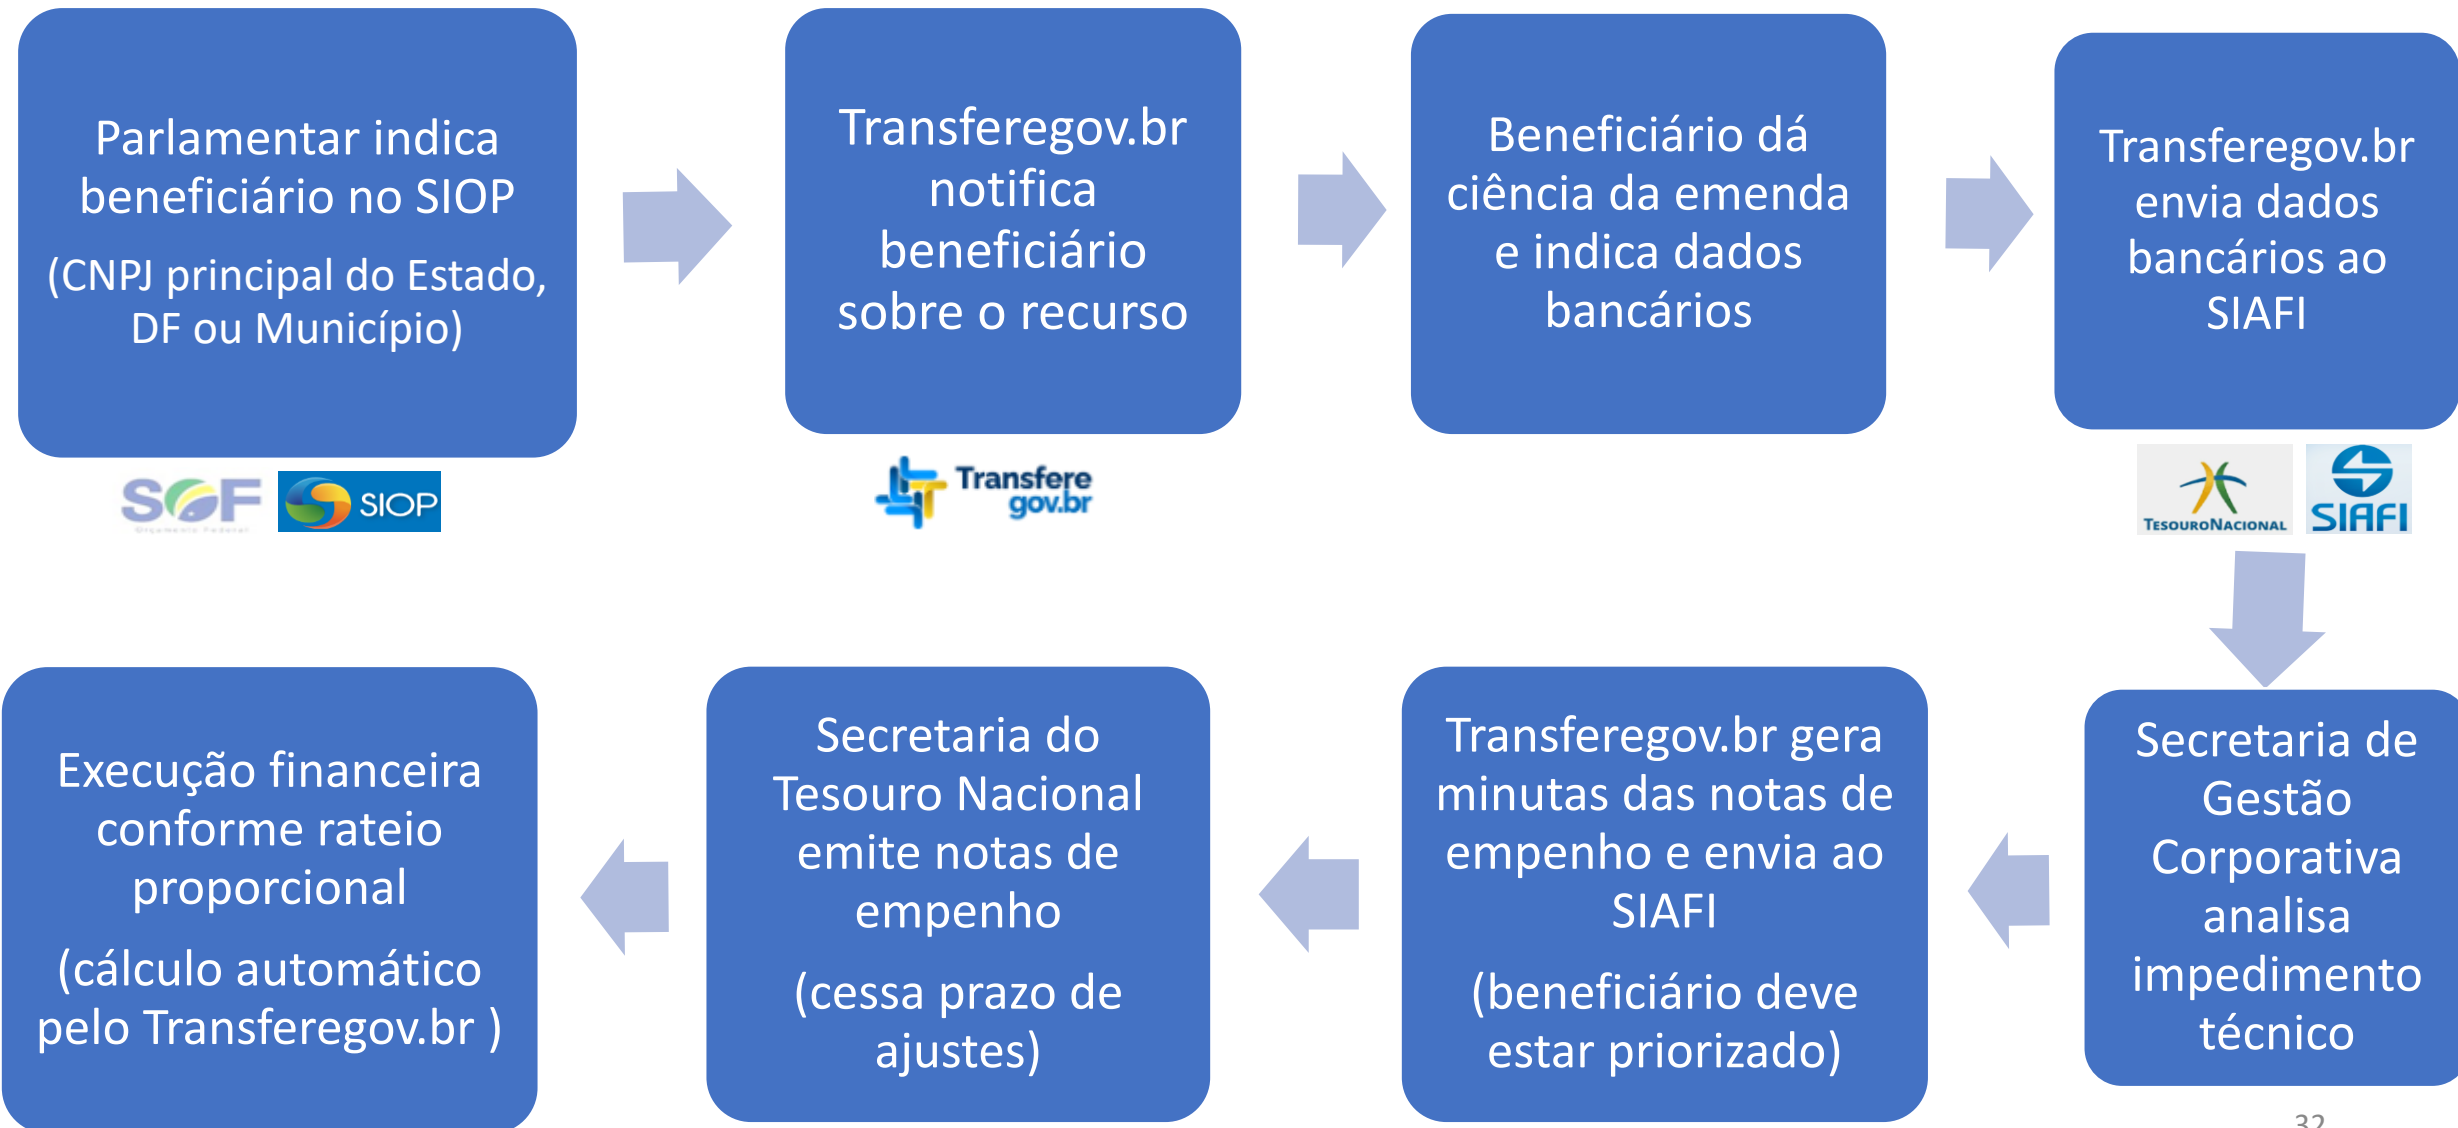 Parlamentar indica
beneficiário no SIOP
(CNPJ principal do Estado,
DF ou Município)
Transferegov.br
notifica
beneficiário
sobre o recurso
Beneficiário dá
ciência da emenda
e indica dados
bancários
Transferegov.br
envia dados
bancários ao
SIAFI
SOF
Orçamento Federal
SIOP
Transfere
gov.br
TESOURONACIONAL
SIAFI
Secretaria de
Gestão
Corporativa
analisa
impedimento
técnico
Transferegov.br gera
minutas das notas de
empenho e envia ao
SIAFI
(beneficiário deve
estar priorizado)
Secretaria do
Tesouro Nacional
emite notas de
empenho
(cessa prazo de
ajustes)
Execução financeira
conforme rateio
proporcional
(cálculo automático
pelo Transferegov.br )
32